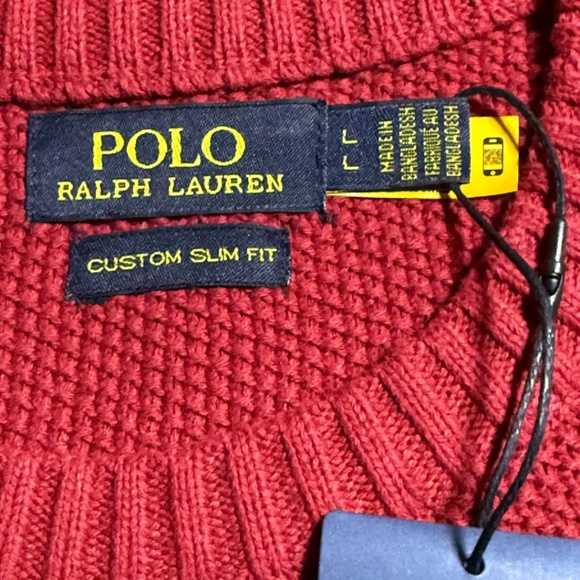 POLO
RALPH LAUREN
CUSTOM SLIM FIT
L
L
MADE IN
BANGLADESH
FABRIQUÉ AU
BANGLADESH